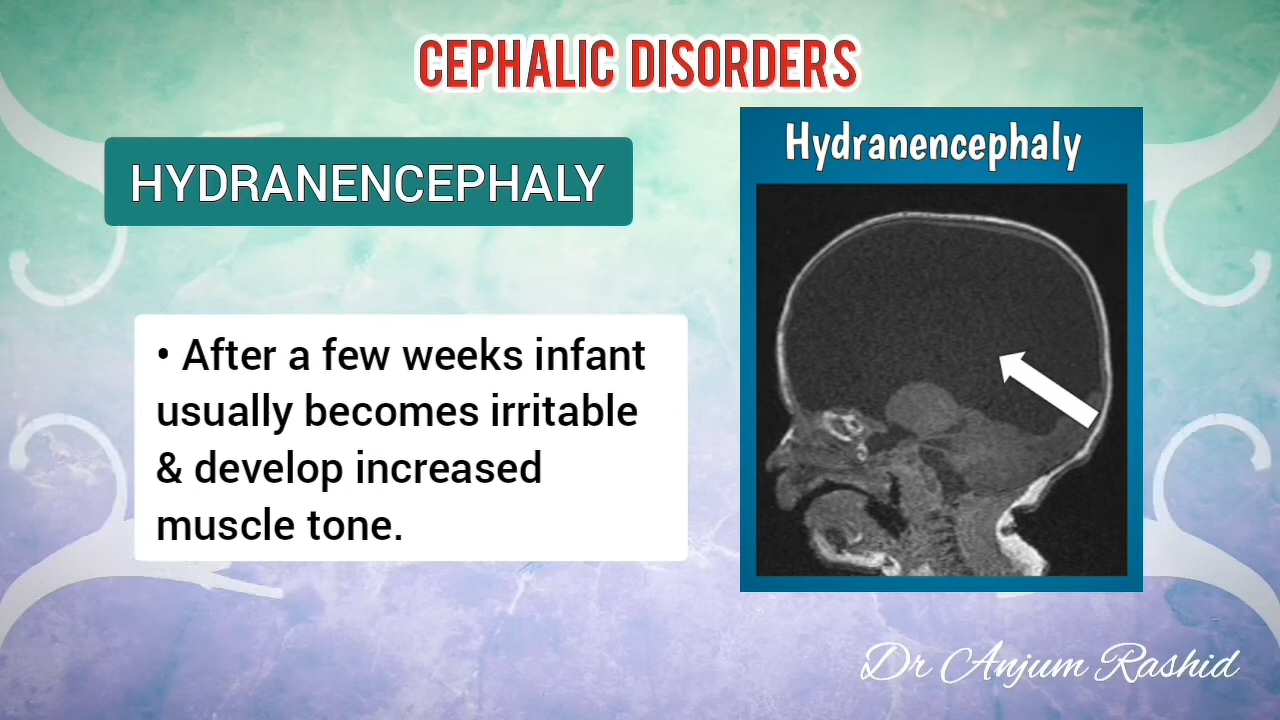 CEPHALIC DISORDERS
HYDRANENCEPHALY
• After a few weeks infant
usually becomes irritable
& develop increased
muscle tone.
Hydranencephaly
Dr Anjum Rashid